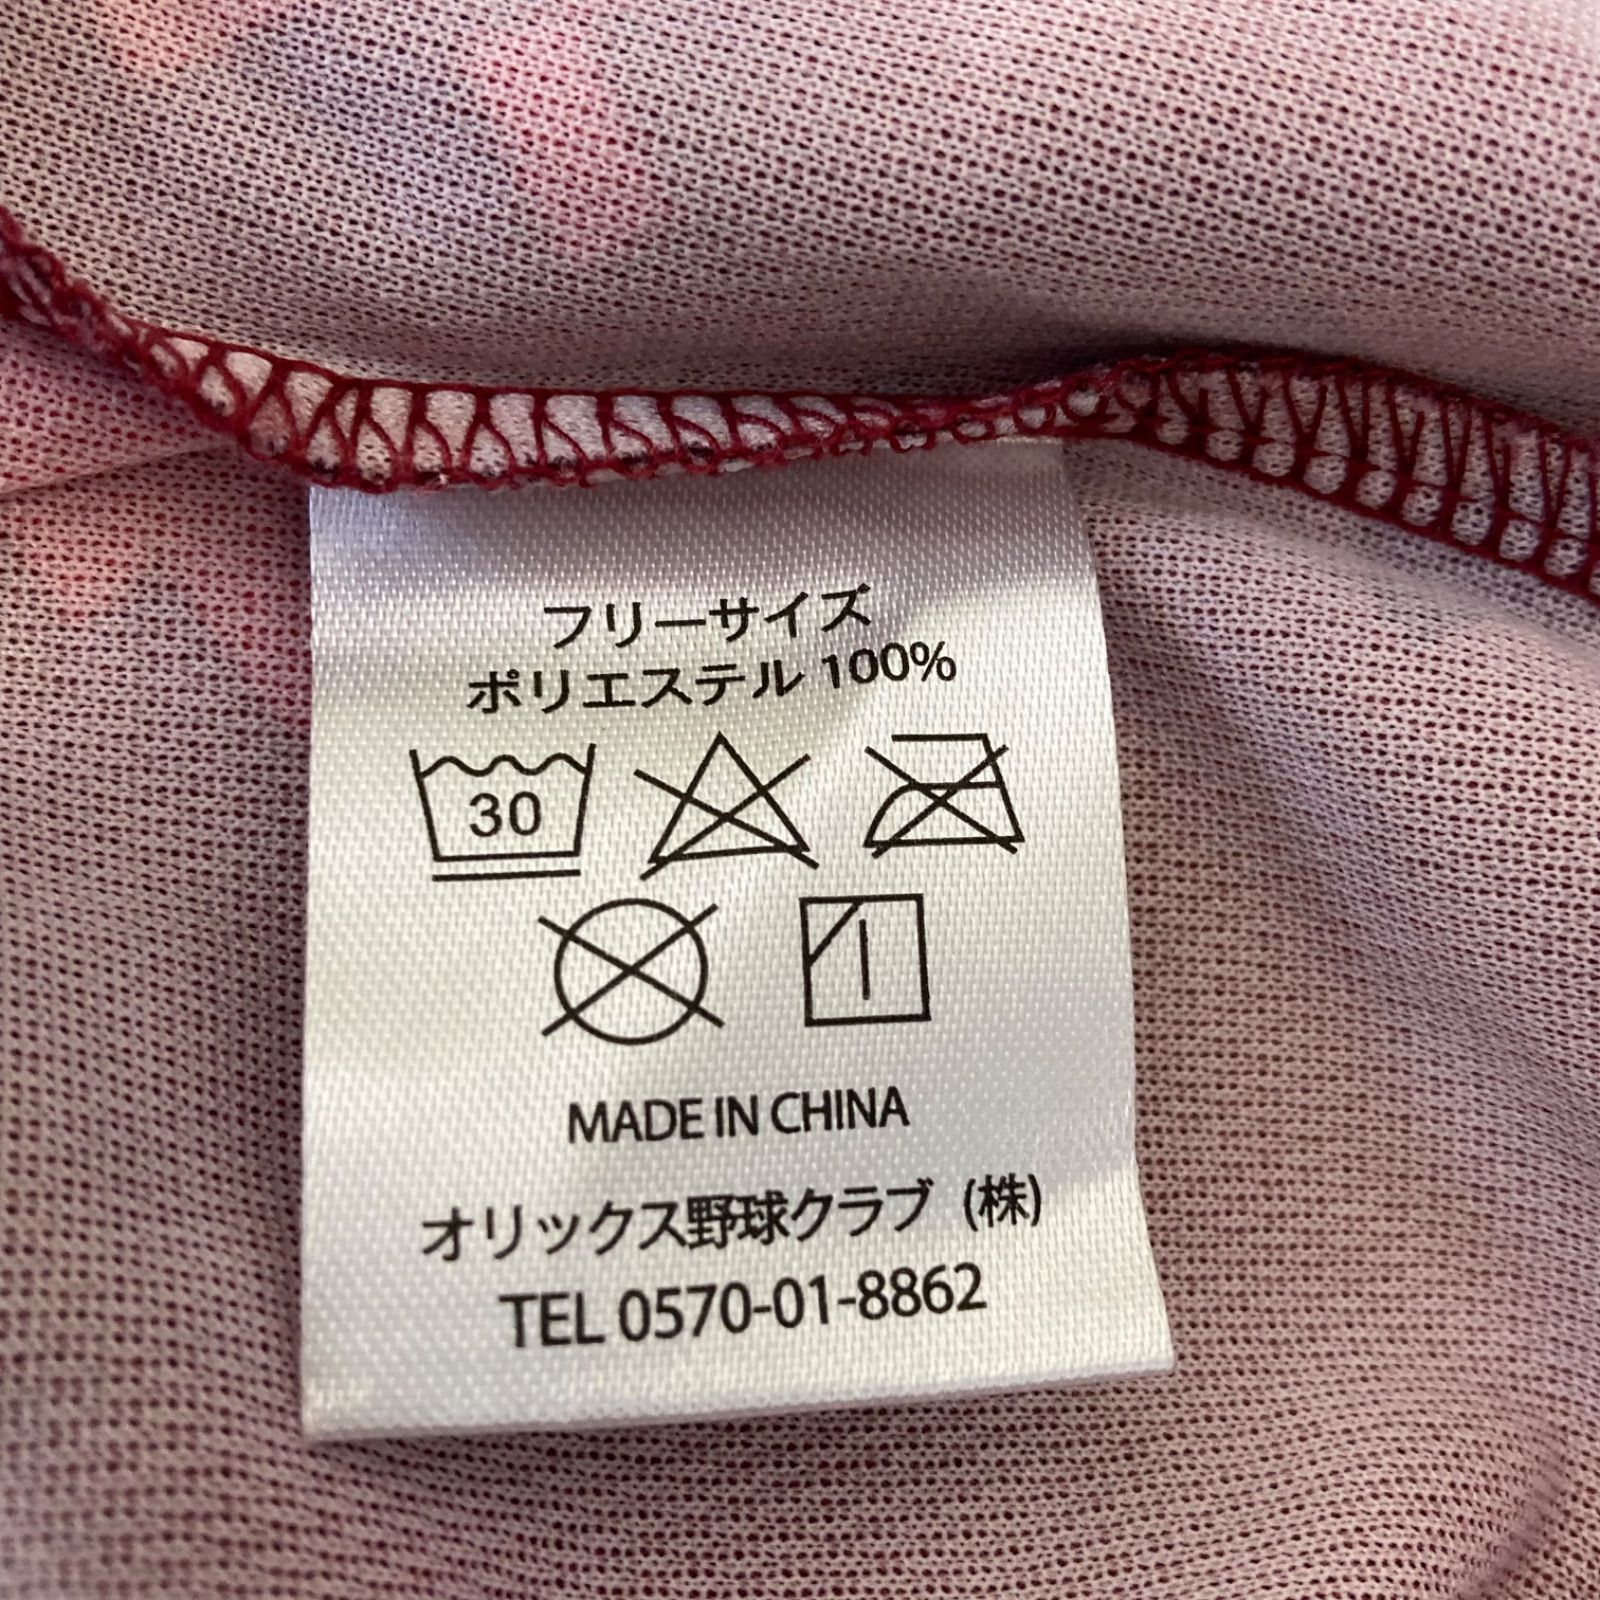 フリーサイズ
ポリエステル 100%
30
MADE IN CHINA
オリックス野球クラブ (株)
TEL 0570-01-8862